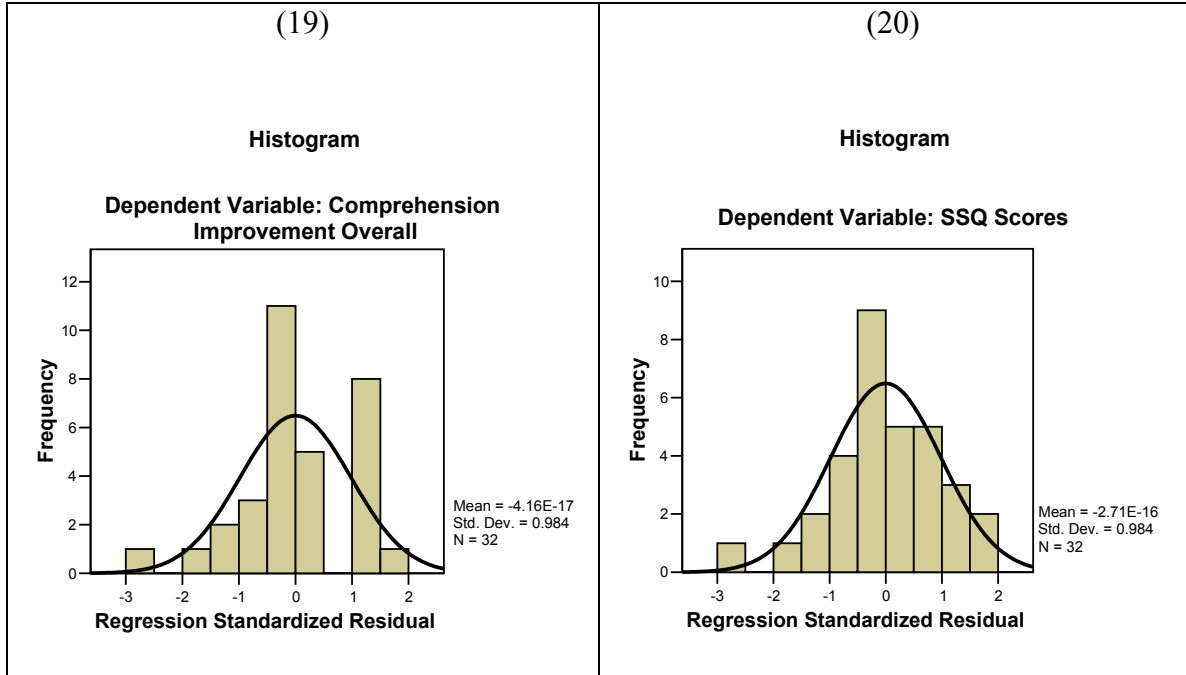 (19)
Histogram
Dependent Variable: Comprehension
Improvement Overall
12
10
8
6
4
2
0
Frequency
-3
-2
-1
0
1
2
Regression Standardized Residual
Mean = -4.16E-17
Std. Dev. = 0.984
N = 32
(20)
Histogram
Dependent Variable: SSQ Scores
10
8
6
4
2
0
Frequency
-3
-2
-1
0
1
2
Regression Standardized Residual
Mean = -2.71E-16
Std. Dev. = 0.984
N = 32